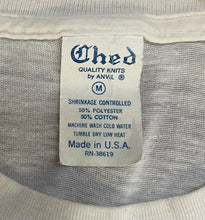 Ched
QUALITY KNITS
by ANVIL ®
M
SHRINKAGE CONTROLLED
50% POLYESTER
50% COTTON
MACHINE WASH COLD WATER
TUMBLE DRY LOW HEAT
Made in U.S.A.
RN-38619